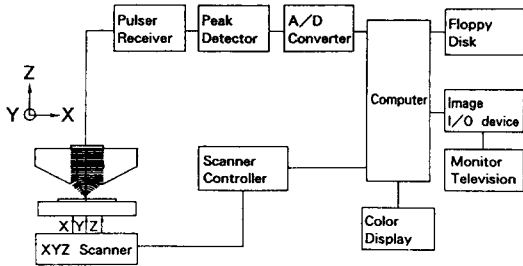 Pulser
Receiver
Peak
Detector
A/D
Converter
Floppy
Disk
Z
Y X
Computer
Image
I/O device
Scanner
Controller
Monitor
Television
X Y Z
XYZ Scanner
Color
Display